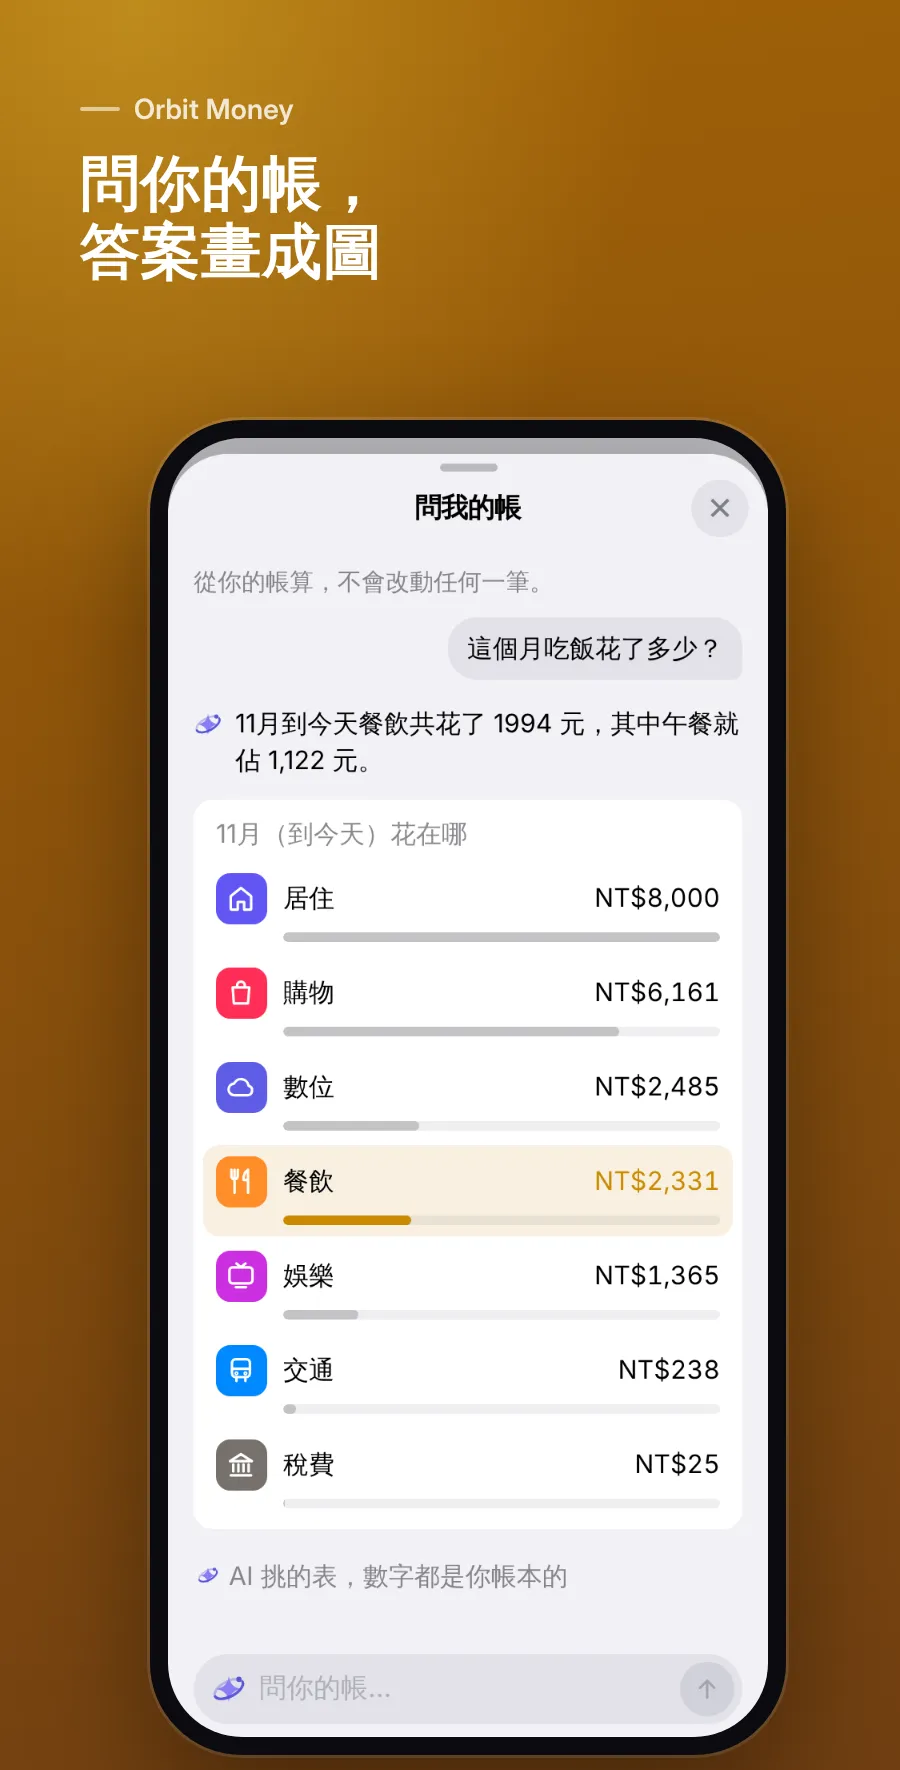 Orbit Money
問你的帳，
答案畫成圖
問我的帳
從你的帳算，不會改動任何一筆。
這個月吃飯花了多少？
11月到今天餐飲共花了 1994 元，其中午餐就
佔 1,122 元。
11月（到今天）花在哪
居住 NT$8,000
購物 NT$6,161
數位 NT$2,485
餐飲 NT$2,331
娛樂 NT$1,365
交通 NT$238
稅費 NT$25
AI 挑的表，數字都是你帳本的
問你的帳...